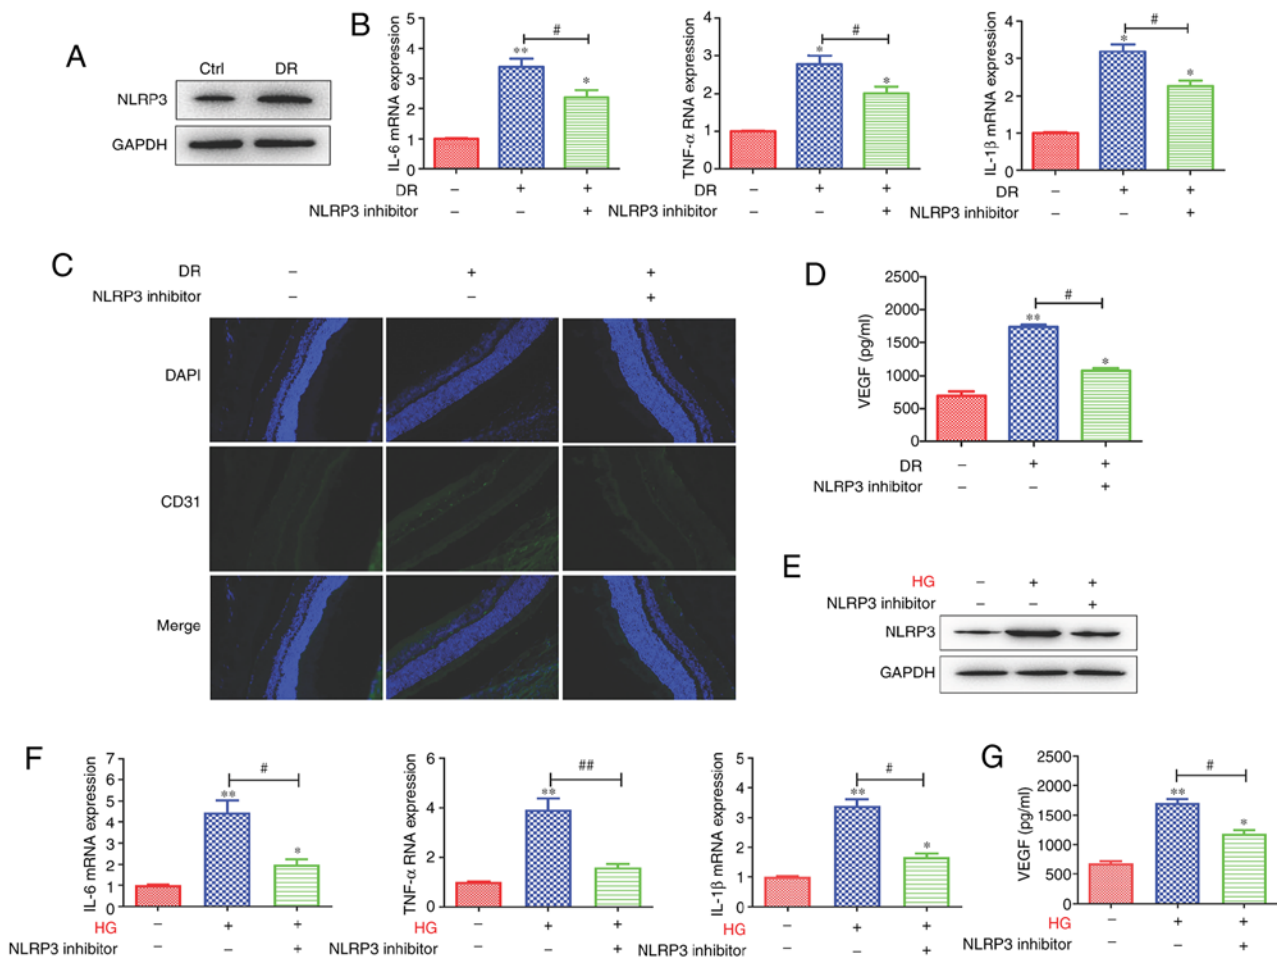 A
Ctrl DR
NLRP3
GAPDH
B
IL-6 mRNA expression
5
4
3
2
1
0
**
*
#
DR – + +
NLRP3 inhibitor – – +
TNF-α RNA expression
4
3
2
1
0
*
*
#
DR – + +
NLRP3 inhibitor – – +
IL-1β mRNA expression
4
3
2
1
0
*
*
#
DR – + +
NLRP3 inhibitor – – +
C
DR – + +
NLRP3 inhibitor – – +
DAPI
CD31
Merge
D
VEGF (pg/ml)
2500
2000
1500
1000
500
0
**
*
#
DR – + +
NLRP3 inhibitor – – +
E
HG – + +
NLRP3 inhibitor – – +
NLRP3
GAPDH
F
IL-6 mRNA expression
7
6
5
4
3
2
1
0
**
*
#
HG – + +
NLRP3 inhibitor – – +
TNF-α RNA expression
6
4
2
0
**
##
HG – + +
NLRP3 inhibitor – – +
IL-1β mRNA expression
5
4
3
2
1
0
**
*
#
HG – + +
NLRP3 inhibitor – – +
G
VEGF (pg/ml)
2500
2000
1500
1000
500
0
**
*
#
HG – + +
NLRP3 inhibitor – – +